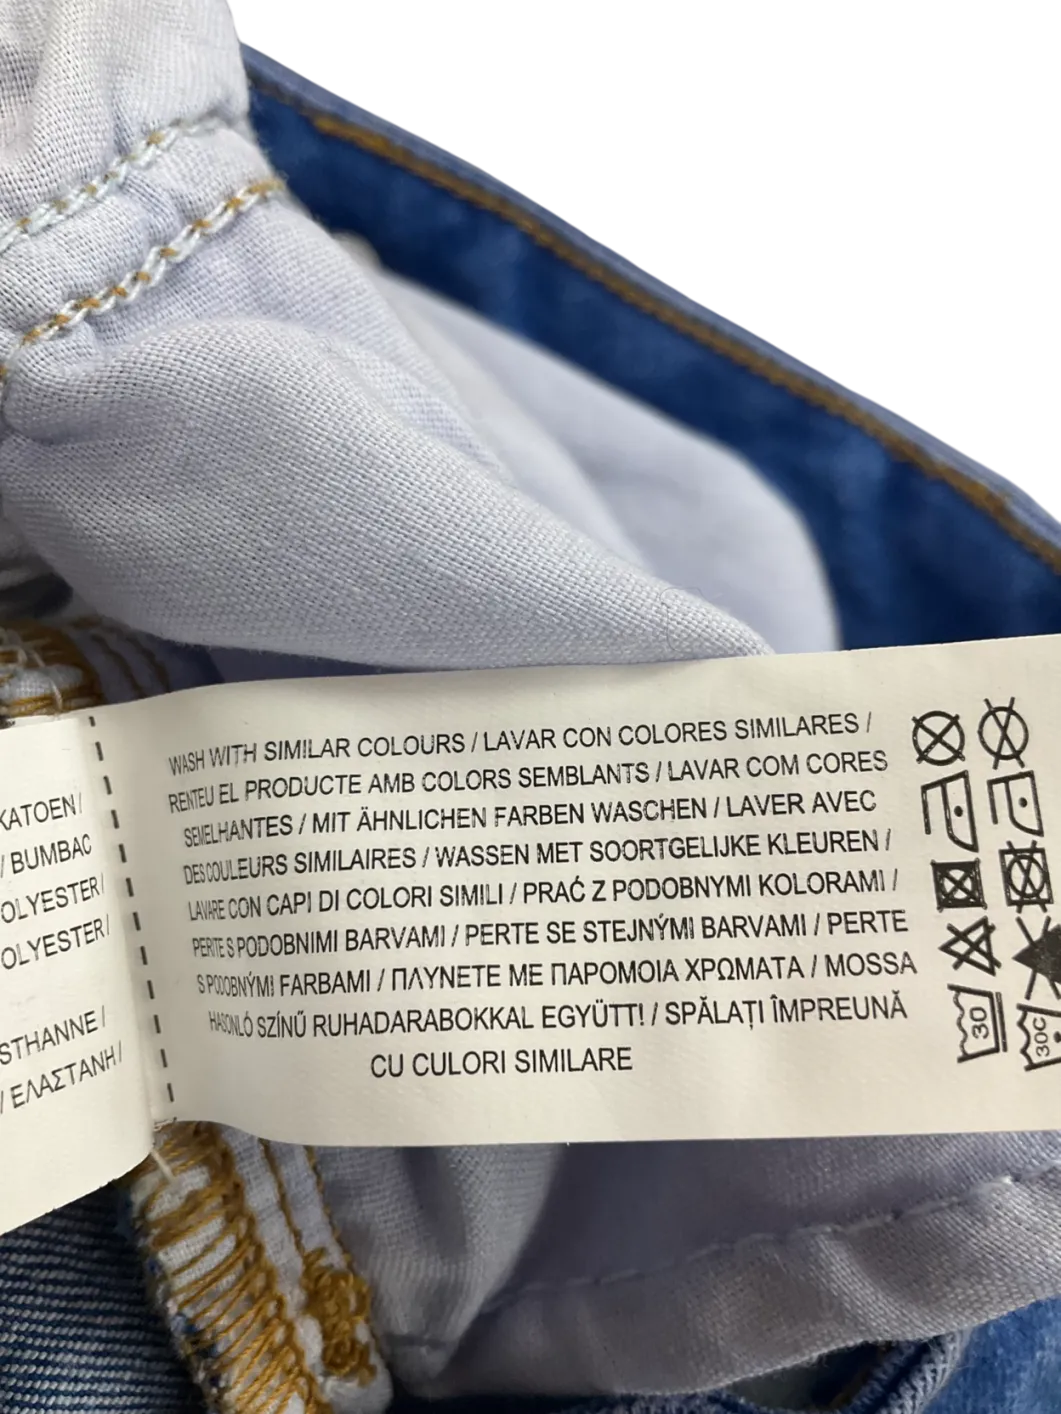 KATOEN /
/ BUMBAC
OLYESTER /
OLYESTER /
STHANNE /
/ ΕΛΑΣΤΑΝΗ /
WASH WITH SIMILAR COLOURS / LAVAR CON COLORES SIMILARES /
RENTEU EL PRODUCTE AMB COLORS SEMBLANTS / LAVAR COM CORES
SEMELHANTES / MIT ÄHNLICHEN FARBEN WASCHEN / LAVER AVEC
DES COULEURS SIMILAIRES / WASSEN MET SOORTGELIJKE KLEUREN /
LAVARE CON CAPI DI COLORI SIMILI / PRAĆ Z PODOBNYMI KOLORAMI /
PERTE S PODOBNIMI BARVAMI / PERTE SE STEJNÝMI BARVAMI / PERTE
S PODOBNÝMI FARBAMI / ΠΛΥΝΕΤΕ ΜΕ ΠΑΡΟΜΟΙΑ ΧΡΩΜΑΤΑ / MOSSA
HASONLÓ SZÍNŰ RUHADARABOKKAL EGYÜTT! / SPĂLAȚI ÎMPREUNĂ
CU CULORI SIMILARE
30
30C